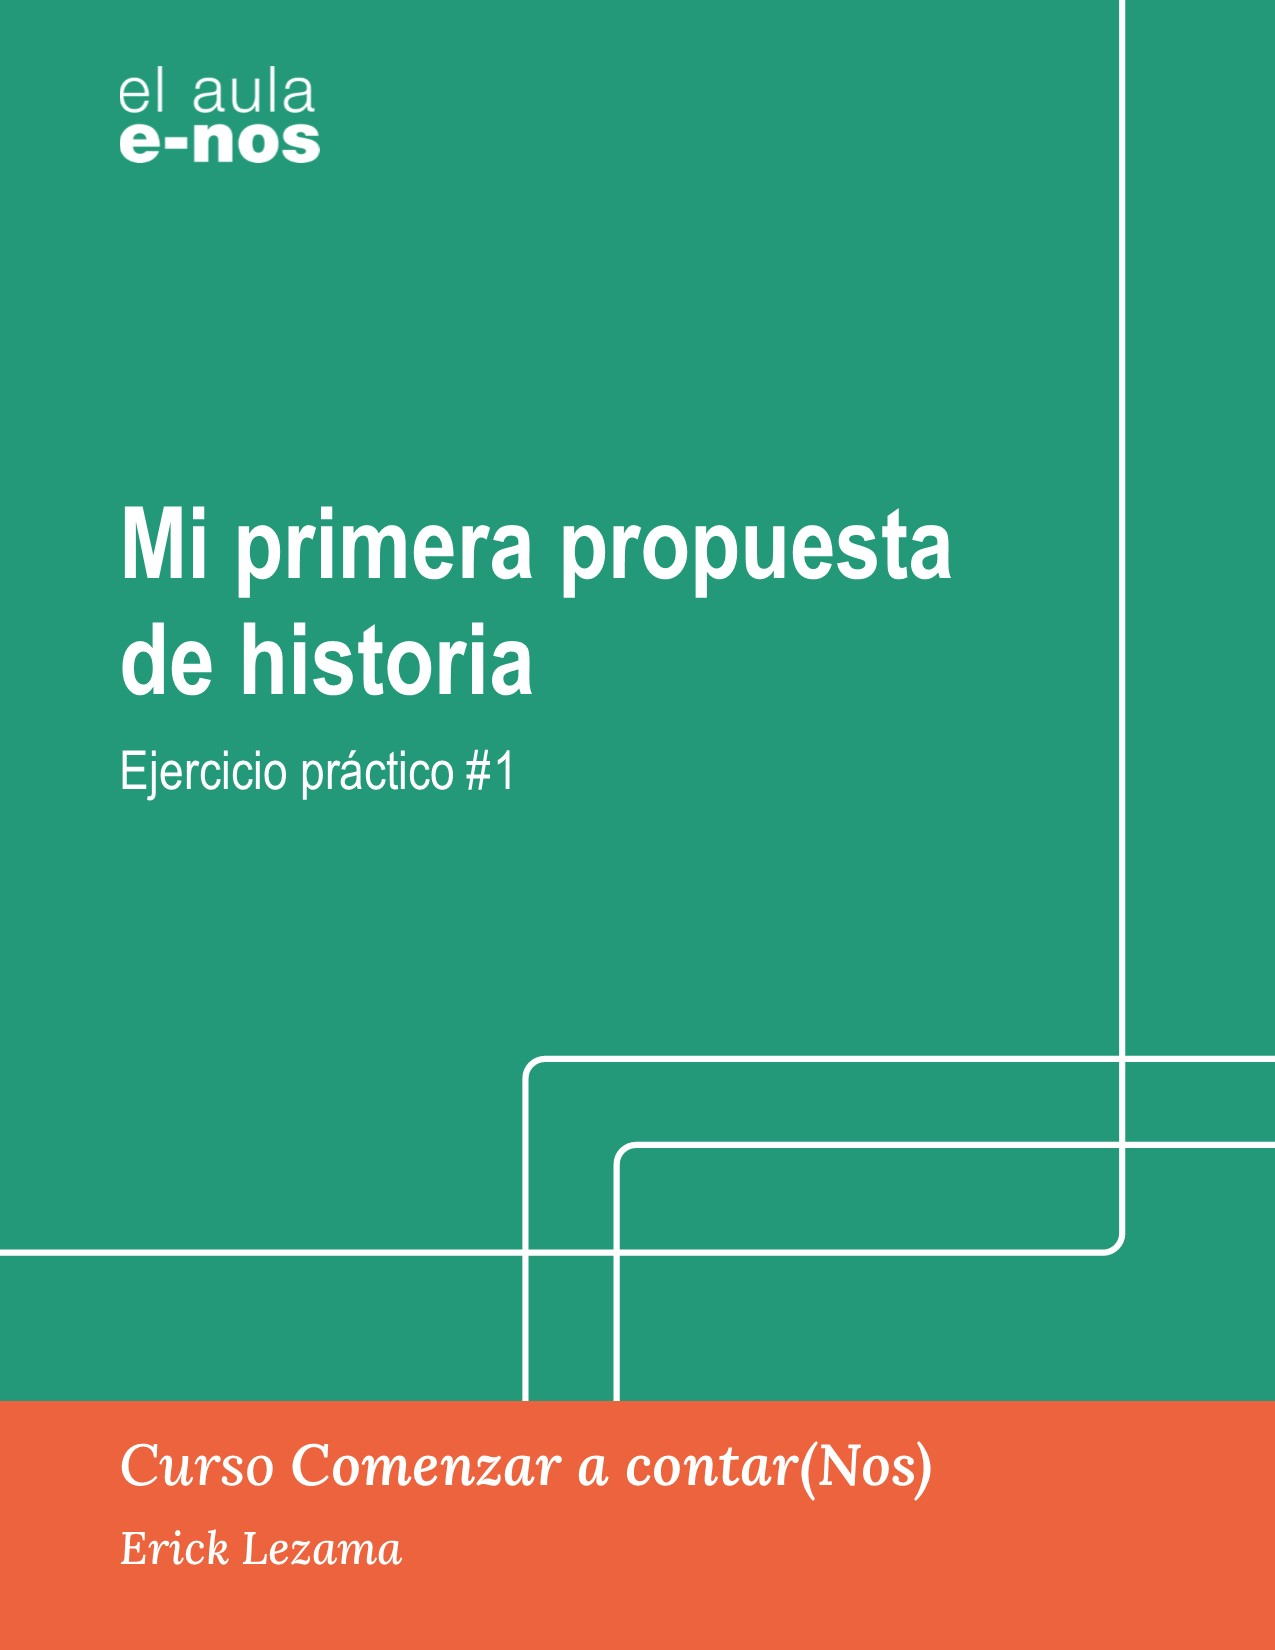 el aula
e-nos
Mi primera propuesta
de historia
Ejercicio práctico #1
Curso Comenzar a contar(Nos)
Erick Lezama